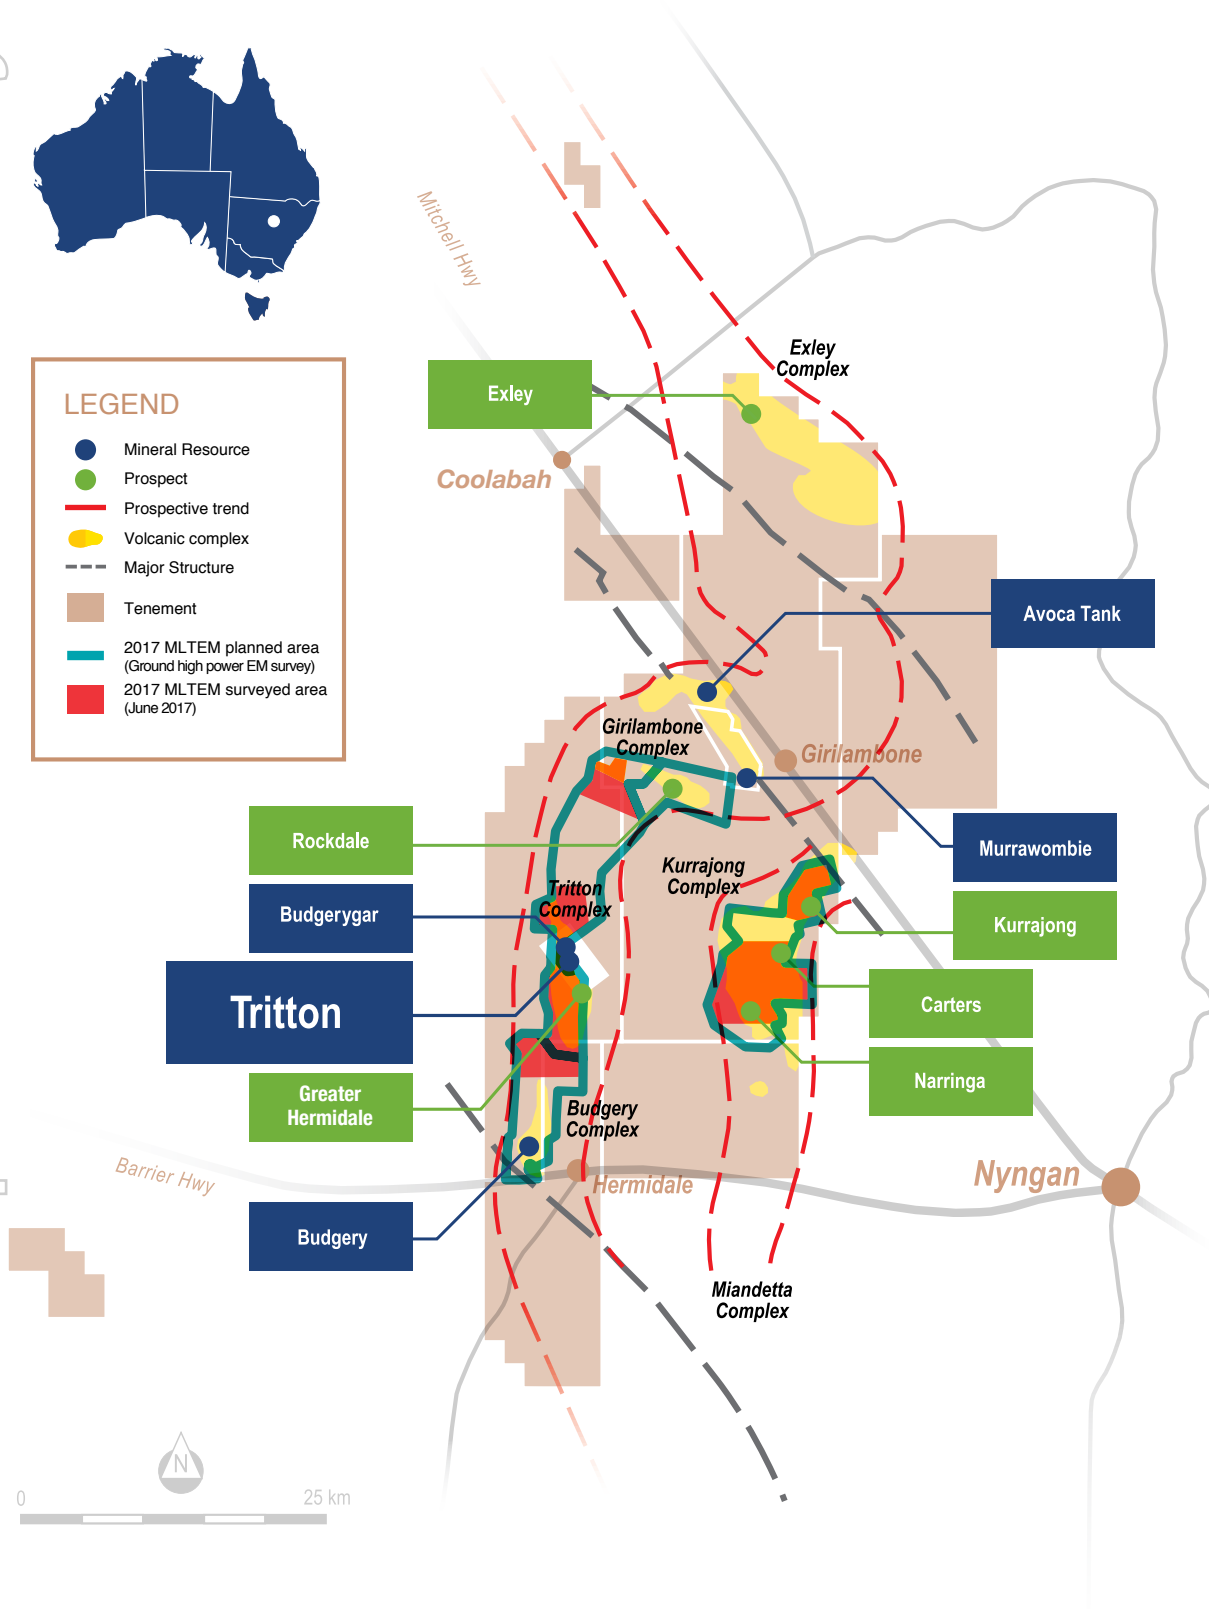 Mitchell Hwy
Exley
Complex
Exley
LEGEND
Mineral Resource
Prospect
Prospective trend
Volcanic complex
Major Structure
Tenement
2017 MLTEM planned area
(Ground high power EM survey)
2017 MLTEM surveyed area
(June 2017)
Coolabah
Avoca Tank
Girilambone
Complex
Girilambone
Rockdale
Murrawombie
Kurrajong
Complex
Tritton
Complex
Budgerygar
Kurrajong
Tritton
Carters
Narringa
Greater
Hermidale
Budgery
Complex
Barrier Hwy
Hermidale
Nyngan
Budgery
Miandetta
Complex
N
0
25 km